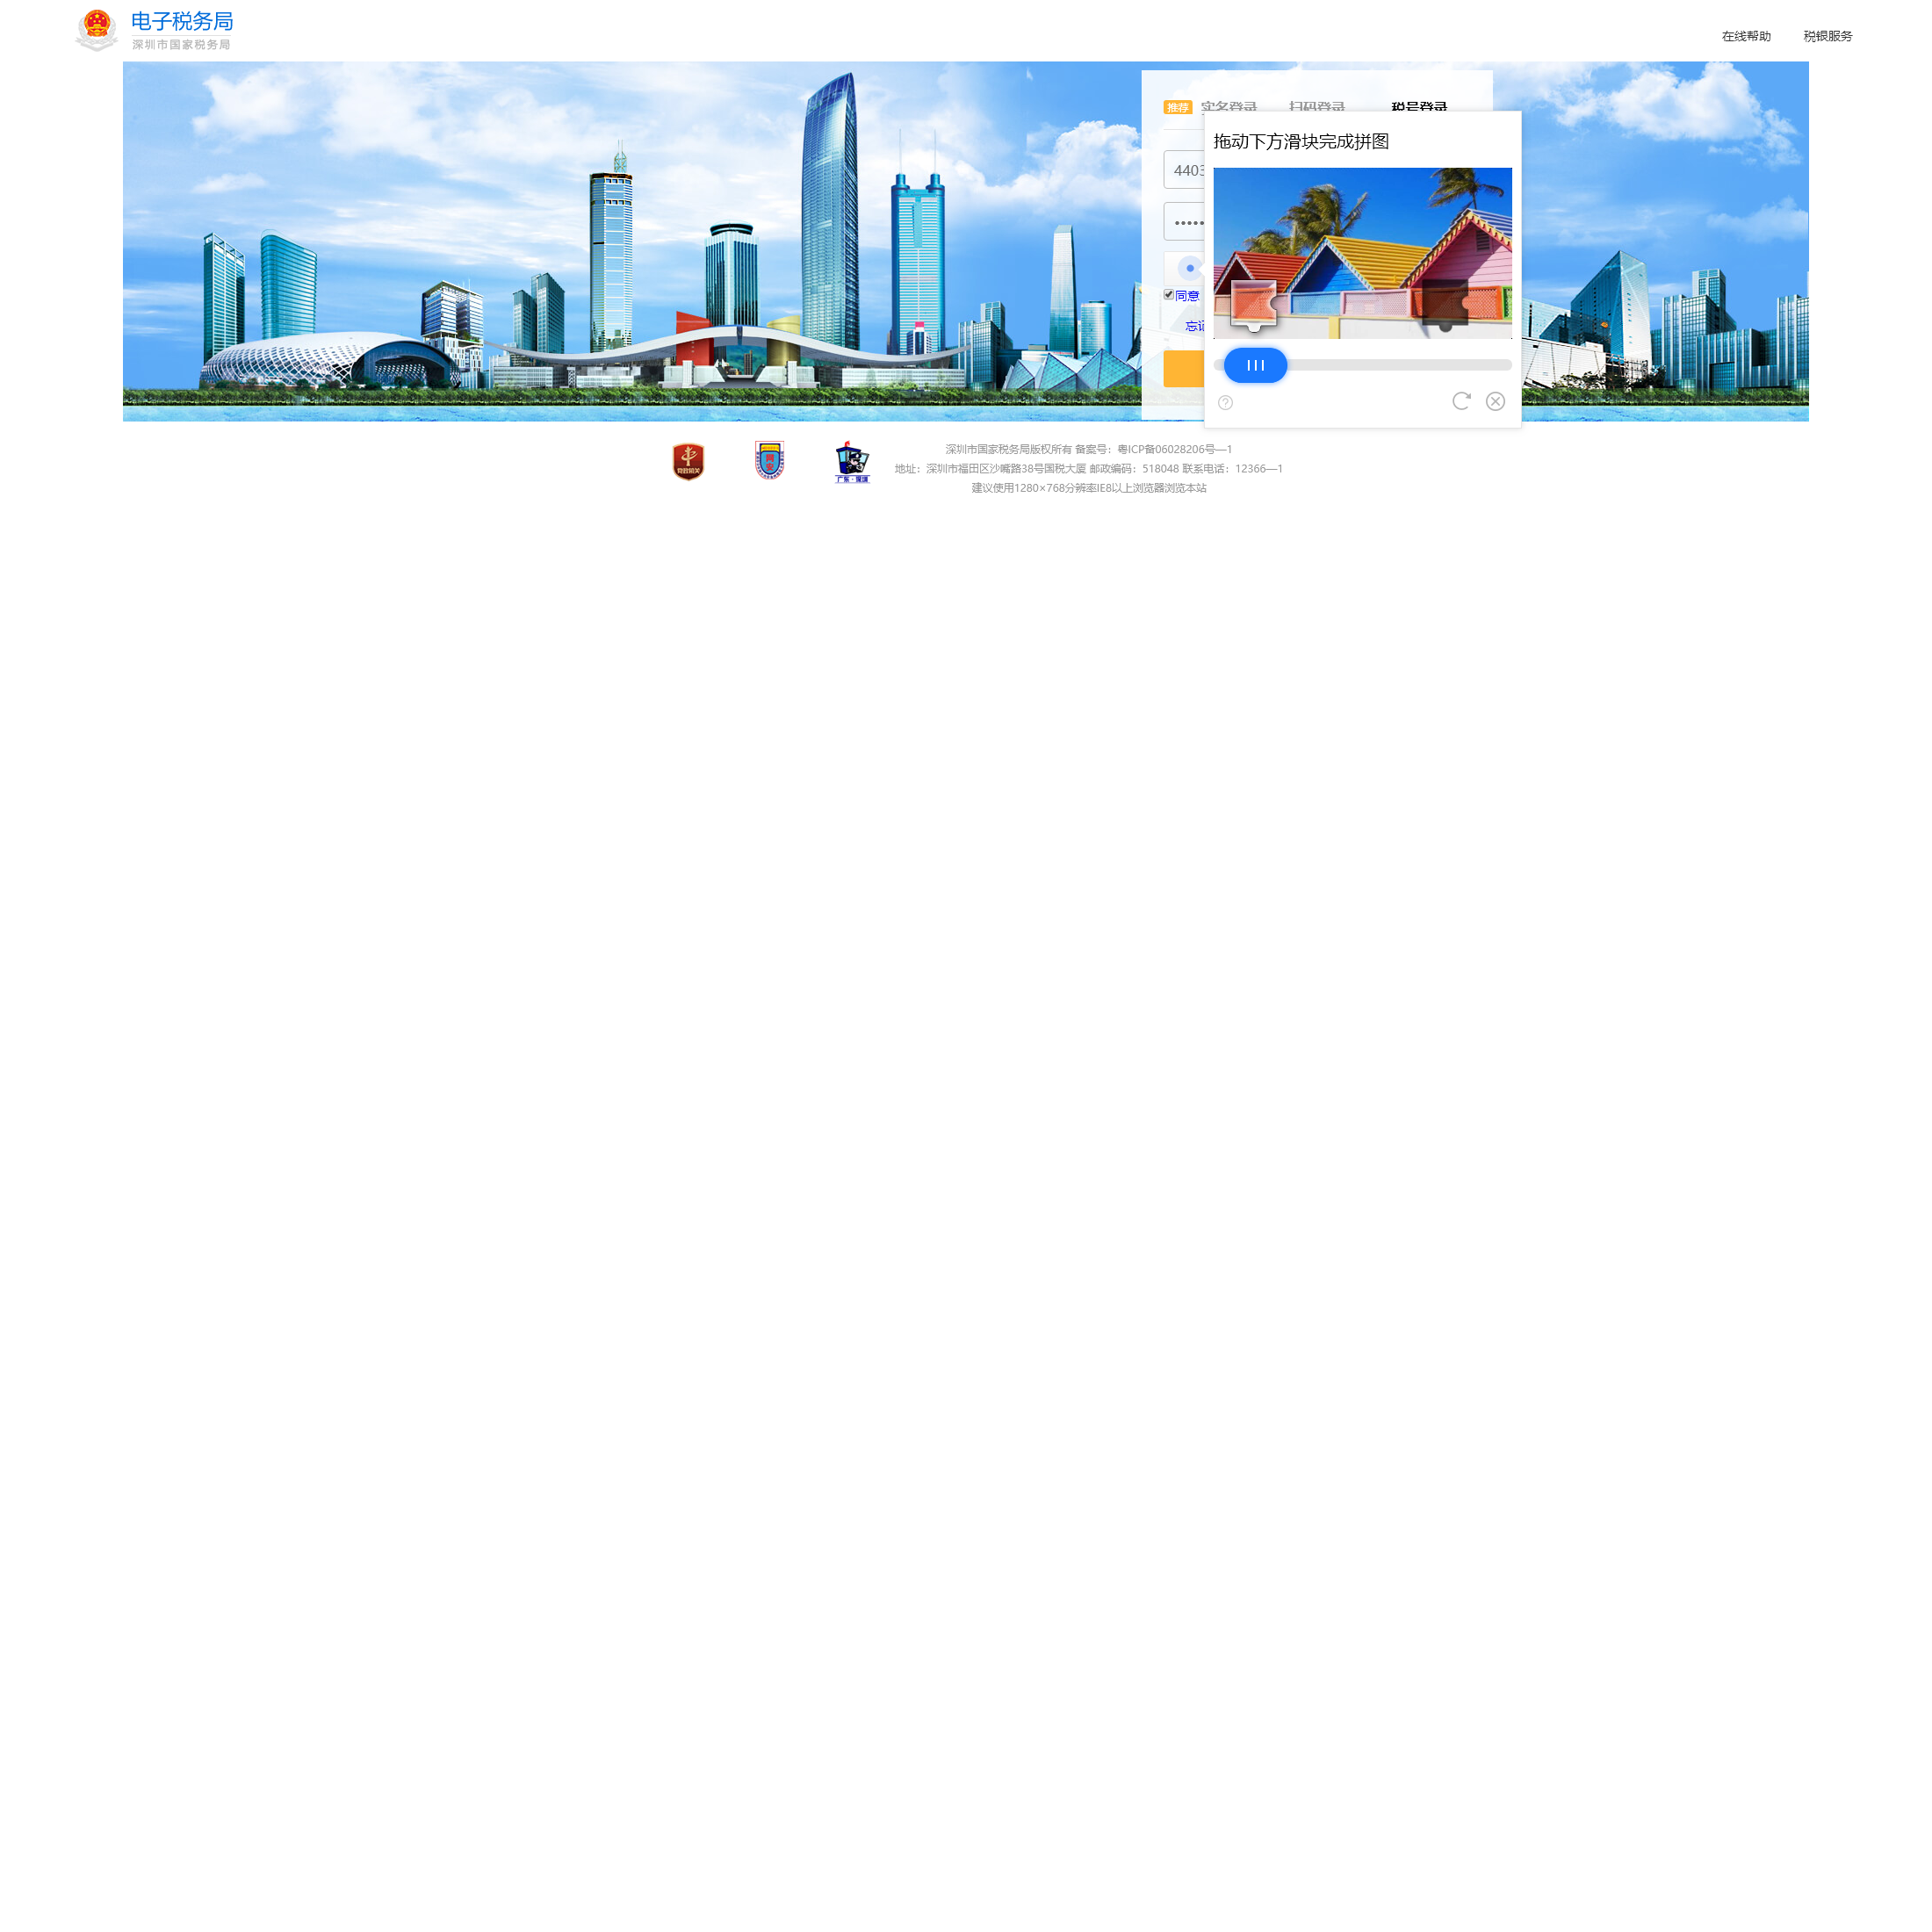 电子税务局
深圳市国家税务局
在线帮助 税银服务
推荐 实名登录 扫码登录 税号登录
拖动下方滑块完成拼图
4403
同意
忘记
深圳市国家税务局版权所有 备案号：粤ICP备06028206号—1
地址：深圳市福田区沙嘴路38号国税大厦 邮政编码：518048 联系电话：12366—1
建议使用1280×768分辨率IE8以上浏览器浏览本站
广东·深圳